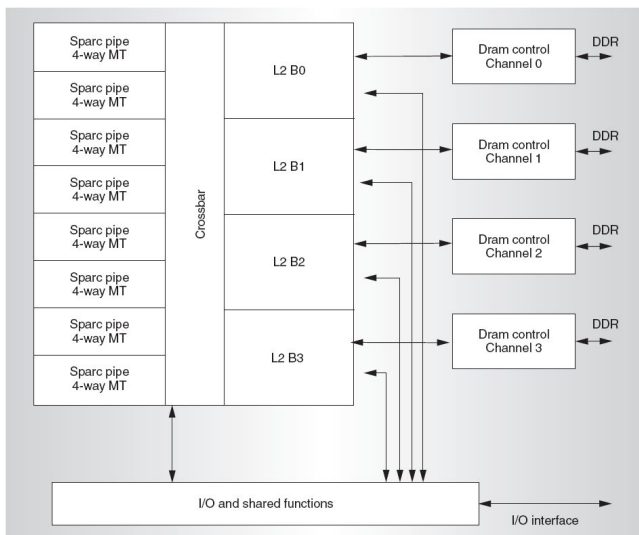 Sparc pipe
4-way MT
Sparc pipe
4-way MT
Sparc pipe
4-way MT
Sparc pipe
4-way MT
Sparc pipe
4-way MT
Sparc pipe
4-way MT
Sparc pipe
4-way MT
Sparc pipe
4-way MT
Crossbar
L2 B0
L2 B1
L2 B2
L2 B3
Dram control
Channel 0
DDR
Dram control
Channel 1
DDR
Dram control
Channel 2
DDR
Dram control
Channel 3
DDR
I/O and shared functions
I/O interface